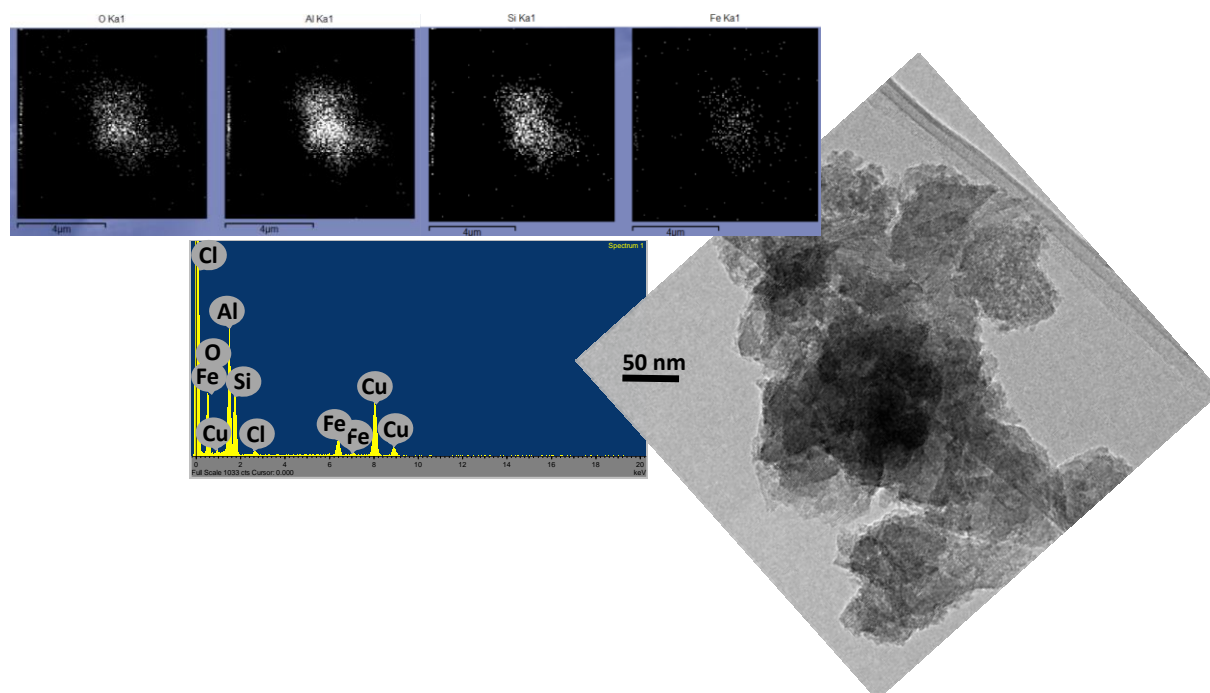 O Ka1
Al Ka1
Si Ka1
Fe Ka1
4µm
4µm
4µm
4µm
Spectrum 1
Cl
Al
O
Fe
Si
Cu
Cl
Fe
Fe
Cu
Cu
0 2 4 6 8 10 12 14 16 18 20
Full Scale 1033 cts Cursor: 0.000
keV
50 nm